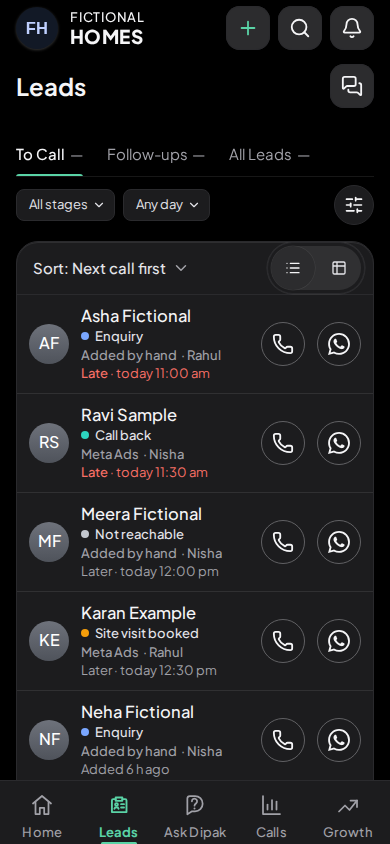 FH
FICTIONAL
HOMES
Leads
To Call — Follow-ups — All Leads —
All stages Any day
Sort: Next call first
AF
Asha Fictional
Enquiry
Added by hand · Rahul
Late · today 11:00 am
RS
Ravi Sample
Call back
Meta Ads · Nisha
Late · today 11:30 am
MF
Meera Fictional
Not reachable
Added by hand · Nisha
Later · today 12:00 pm
KE
Karan Example
Site visit booked
Meta Ads · Rahul
Later · today 12:30 pm
NF
Neha Fictional
Enquiry
Added by hand · Nisha
Added 6 h ago
Home Leads Ask Dipak Calls Growth